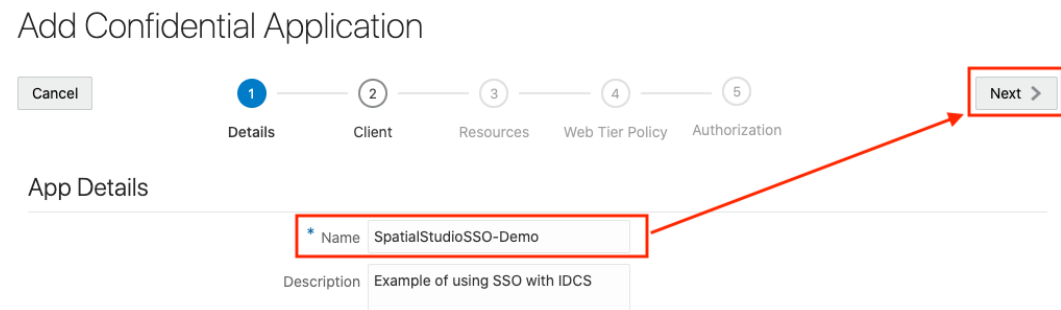 Add Confidential Application
Cancel
1
2
3
4
5
Next
Details
Client
Resources
Web Tier Policy
Authorization
App Details
* Name
SpatialStudioSSO-Demo
Description
Example of using SSO with IDCS